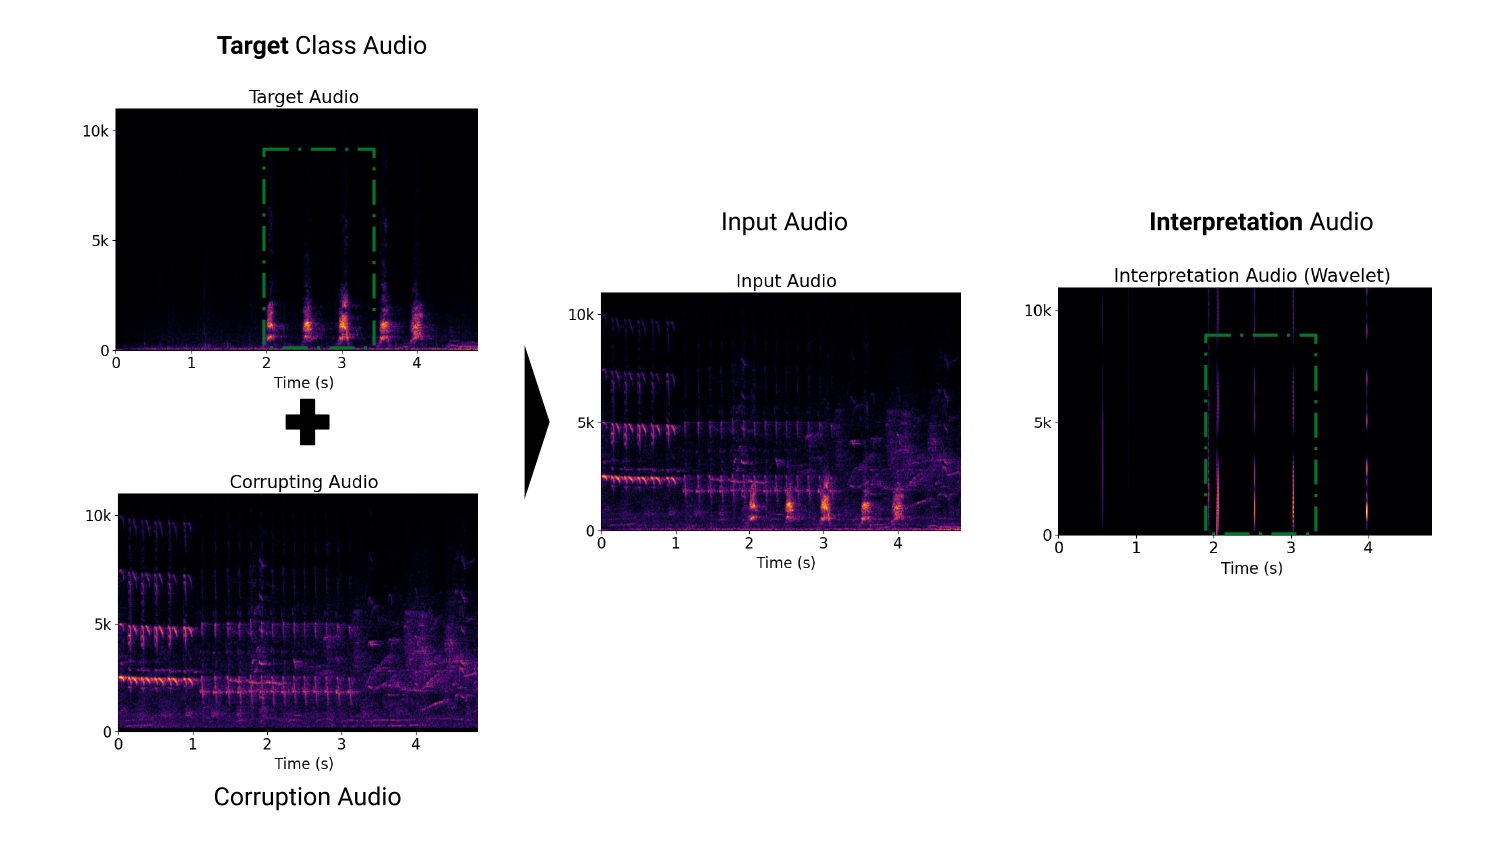 Target Class Audio
Target Audio
10k
5k
0
0 1 2 3 4
Time (s)
Corrupting Audio
10k
5k
0
0 1 2 3 4
Time (s)
Corruption Audio
Input Audio
Input Audio
10k
5k
0
0 1 2 3 4
Time (s)
Interpretation Audio
Interpretation Audio (Wavelet)
10k
5k
0
0 1 2 3 4
Time (s)